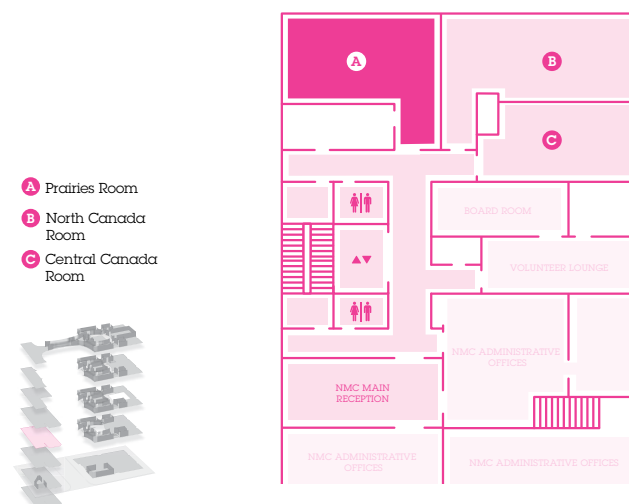 A Prairies Room
B North Canada
Room
C Central Canada
Room
A
B
C
BOARD ROOM
VOLUNTEER LOUNGE
NMC ADMINISTRATIVE
OFFICES
NMC MAIN
RECEPTION
NMC ADMINISTRATIVE
OFFICES
NMC ADMINISTRATIVE OFFICES